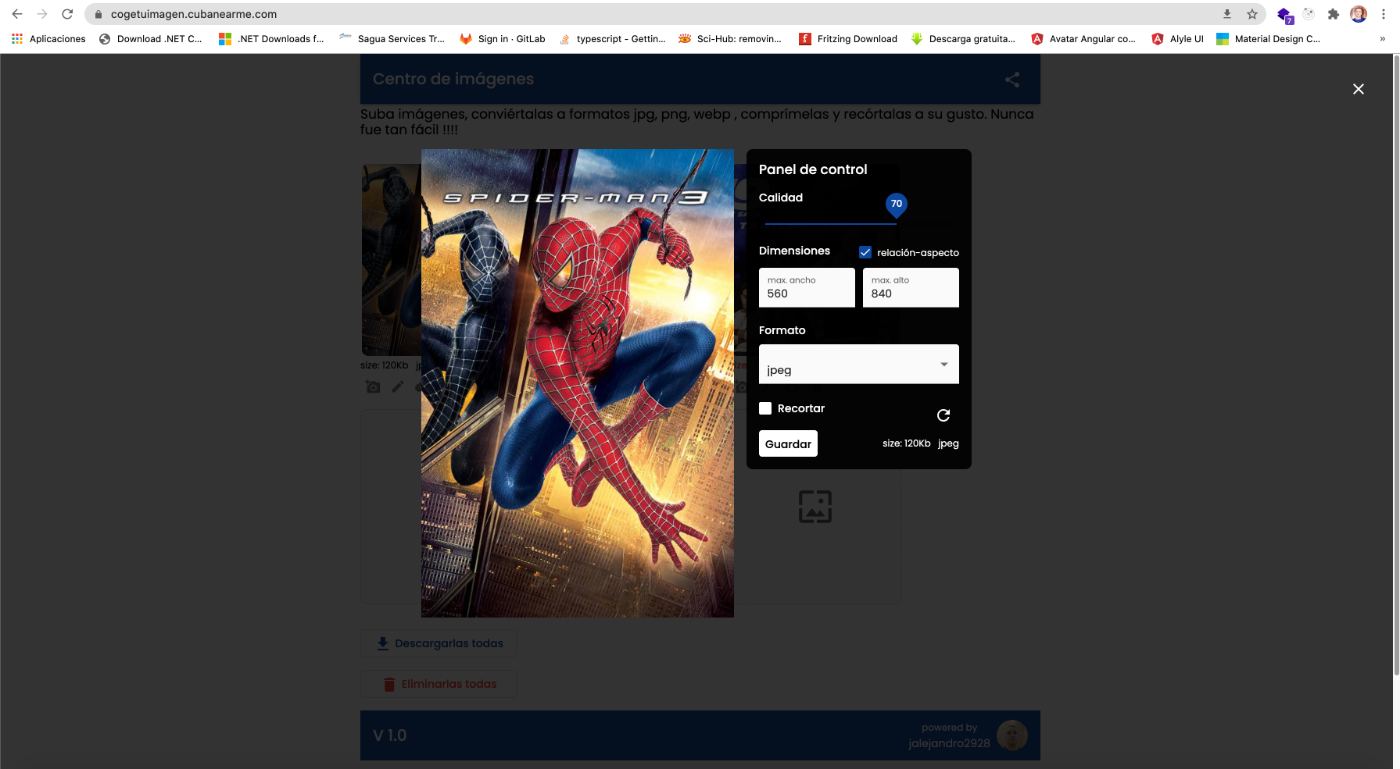 cogetuimagen.cubanearme.com
7
Aplicaciones
Download .NET C...
.NET Downloads f...
Sagua Services Tr...
Sign in · GitLab
typescript - Gettin...
Sci-Hub: removin...
Fritzing Download
Descarga gratuita...
Avatar Angular co...
Alyle UI
Material Design C...
»
Centro de imágenes
Suba imágenes, conviértalas a formatos jpg, png, webp , comprímelas y recórtalas a su gusto. Nunca
fue tan fácil !!!!
SPIDER-MAN 3
size: 120Kb
Panel de control
Calidad
70
Dimensiones
relación-aspecto
max. ancho
560
max. alto
840
Formato
jpeg
Recortar
Guardar
size: 120Kb jpeg
Descargarlas todas
Eliminarlas todas
V 1.0
powered by
jalejandro2928